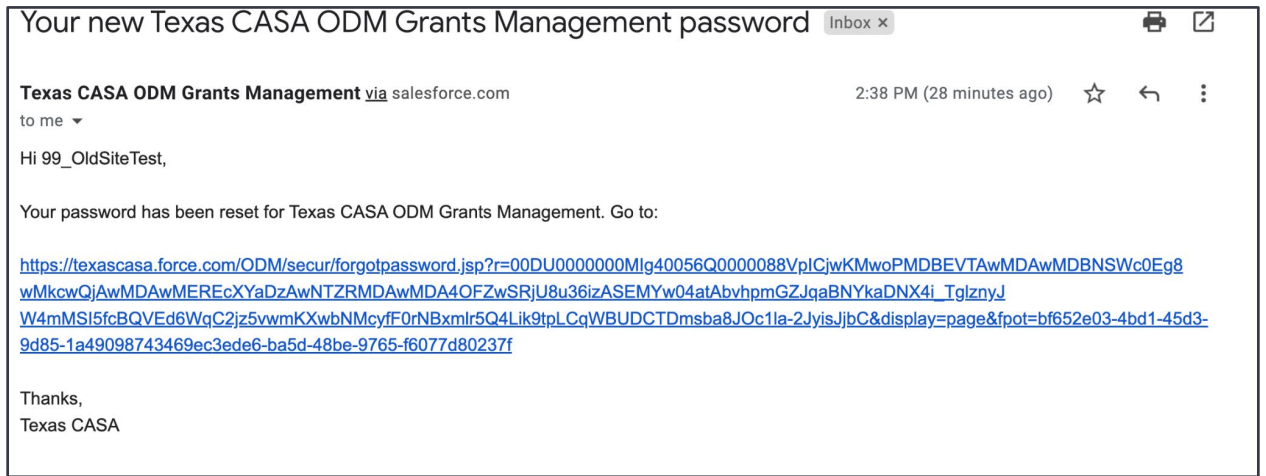 Your new Texas CASA ODM Grants Management password Inbox ×
Texas CASA ODM Grants Management via salesforce.com 2:38 PM (28 minutes ago)
to me
Hi 99_OldSiteTest,
Your password has been reset for Texas CASA ODM Grants Management. Go to:
https://texascasa.force.com/ODM/secur/forgotpassword.jsp?r=00DU0000000MIg40056Q0000088VpICjwKMwoPMDBEVTAwMDAwMDBNSWc0Eg8
wMkcwQjAwMDAwMEREcXYaDzAwNTZRMDAwMDA4OFZwSRjU8u36izASEMYw04atAbvhpmGZJqaBNYkaDNX4i_TglznyJ
W4mMSI5fcBQVEd6WqC2jz5vwmKXwbNMcyfF0rNBxmlr5Q4Lik9tpLCqWBUDCTDmsba8JOc1la-2JyisJjbC&display=page&fpot=bf652e03-4bd1-45d3-
9d85-1a49098743469ec3ede6-ba5d-48be-9765-f6077d80237f
Thanks,
Texas CASA